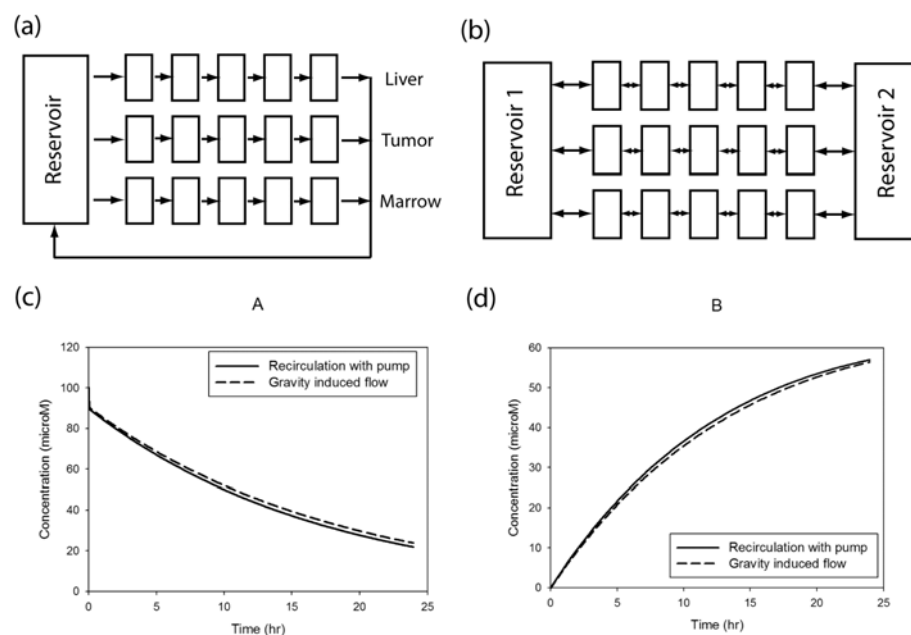 (a)
Reservoir
Liver
Tumor
Marrow
(b)
Reservoir 1
Reservoir 2
(c)
A
Concentration (microM)
120
100
80
60
40
20
0
Recirculation with pump
Gravity induced flow
0 5 10 15 20 25
Time (hr)
(d)
B
Concentration (microM)
60
50
40
30
20
10
0
Recirculation with pump
Gravity induced flow
0 5 10 15 20 25
Time (hr)